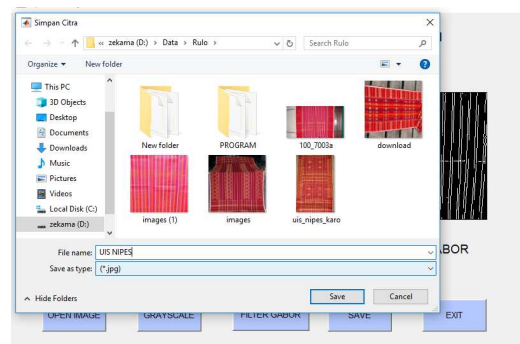 Simpan Citra
« zekama (D:) > Data > Rulo >
Search Rulo
Organize
New folder
This PC
3D Objects
Desktop
Documents
Downloads
Music
Pictures
Videos
Local Disk (C:)
zekama (D:)
New folder
PROGRAM
100_7003a
download
images (1)
images
uis_nipes_karo
File name: UIS NIPES
Save as type: (*.jpg)
Hide Folders
Save
Cancel
OPEN IMAGE
GRAYSCALE
FILTER GABOR
SAVE
EXIT